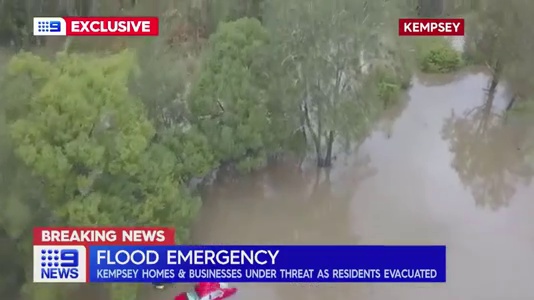 9 EXCLUSIVE
KEMPSEY
BREAKING NEWS
9 NEWS
FLOOD EMERGENCY
KEMPSEY HOMES & BUSINESSES UNDER THREAT AS RESIDENTS EVACUATED